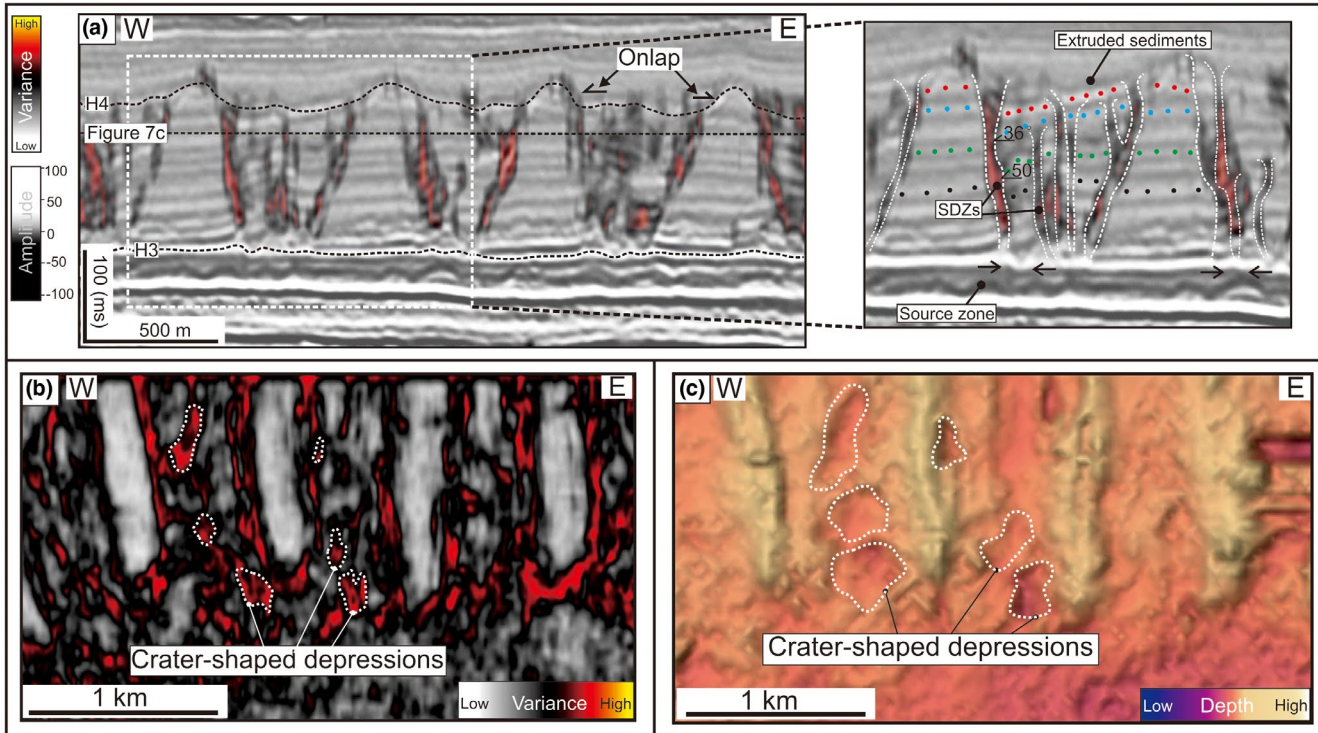 (a) W
E
High
Variance
Low
100
50
0
-50
-100
Amplitude
Onlap
H4
Figure 7c
H3
100 (ms)
500 m
Extruded sediments
36
50
SDZs
Source zone
(b) W
E
Crater-shaped depressions
1 km
Low Variance High
(c) W
E
Crater-shaped depressions
1 km
Low Depth High